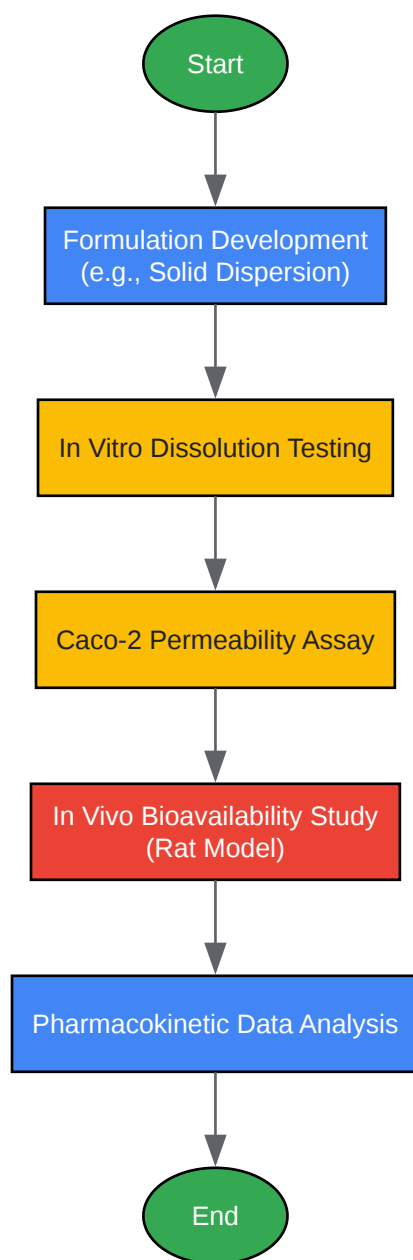 Start
Formulation Development
(e.g., Solid Dispersion)
In Vitro Dissolution Testing
Caco-2 Permeability Assay
In Vivo Bioavailability Study
(Rat Model)
Pharmacokinetic Data Analysis
End